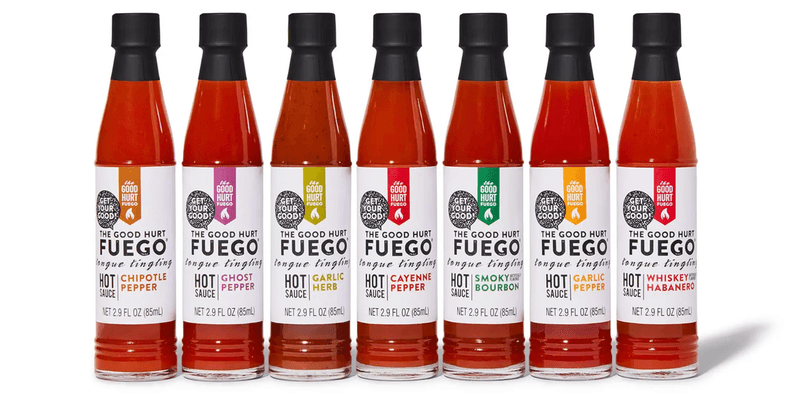 GET
YOUR
GOOD!
the
GOOD
HURT
FUEGO
THE GOOD HURT
FUEGO
tongue tingling
HOT
SAUCE
CHIPOTLE
PEPPER
NET 2.9 FL OZ (85mL)
GET
YOUR
GOOD!
the
GOOD
HURT
FUEGO
THE GOOD HURT
FUEGO
tongue tingling
HOT
SAUCE
GHOST
PEPPER
NET 2.9 FL OZ (85mL)
GET
YOUR
GOOD!
the
GOOD
HURT
FUEGO
THE GOOD HURT
FUEGO
tongue tingling
HOT
SAUCE
GARLIC
HERB
NET 2.9 FL OZ (85mL)
GET
YOUR
GOOD!
the
GOOD
HURT
FUEGO
THE GOOD HURT
FUEGO
tongue tingling
HOT
SAUCE
CAYENNE
PEPPER
NET 2.9 FL OZ (85mL)
GET
YOUR
GOOD!
the
GOOD
HURT
FUEGO
THE GOOD HURT
FUEGO
tongue tingling
HOT
SAUCE
SMOKY
BOURBON
NET 2.9 FL OZ (85mL)
GET
YOUR
GOOD!
the
GOOD
HURT
FUEGO
THE GOOD HURT
FUEGO
tongue tingling
HOT
SAUCE
GARLIC
PEPPER
NET 2.9 FL OZ (85mL)
GET
YOUR
GOOD!
the
GOOD
HURT
FUEGO
THE GOOD HURT
FUEGO
tongue tingling
HOT
SAUCE
WHISKEY
HABANERO
NET 2.9 FL OZ (85mL)